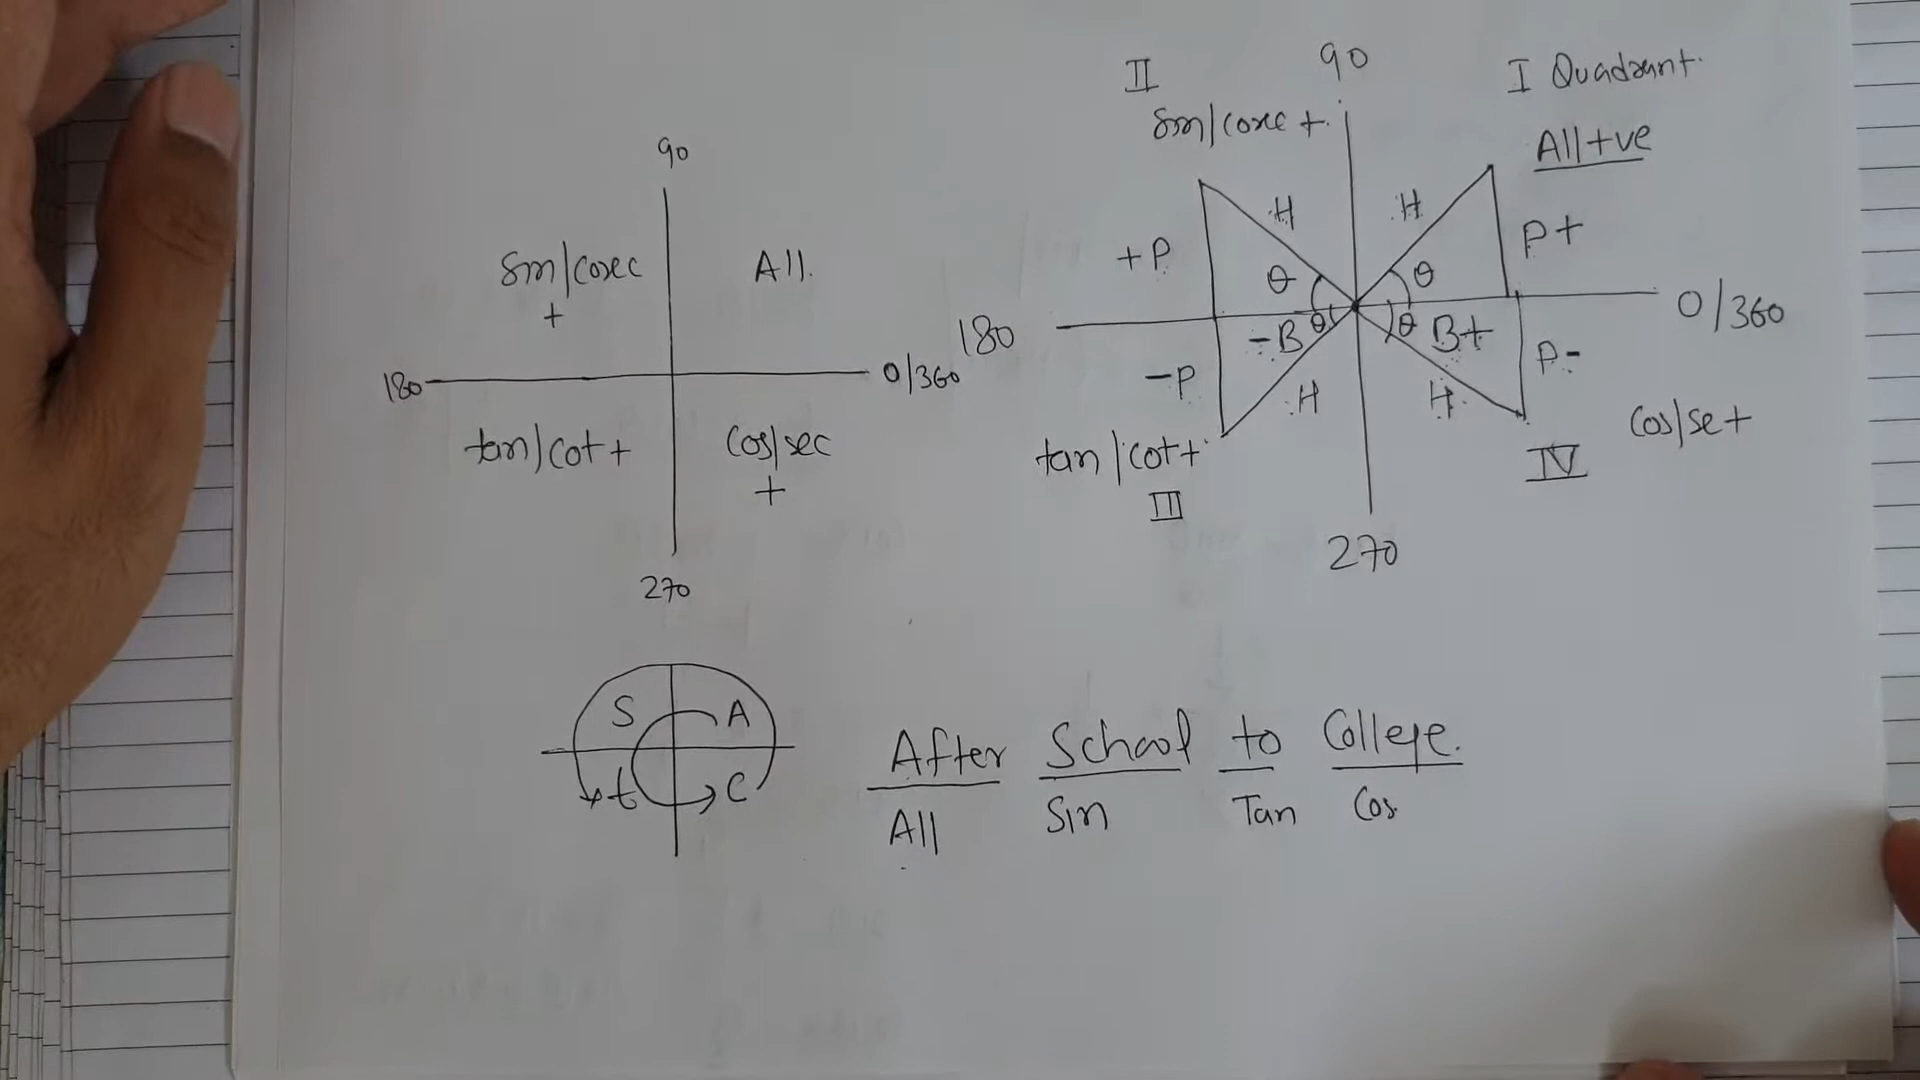 90
sin/cosec
+
All.
180
0/360
tan/cot +
cos/sec
+
270
II
90
I Quadrant.
sin/cosec +.
All +ve
H
H
+P
P+
θ
θ
180
-B
θ
θ
B+
0/360
-P
P-
H
H
tan/cot +
cos/se +
III
IV
270
S
A
t
C
After School to College.
All Sin Tan Cos